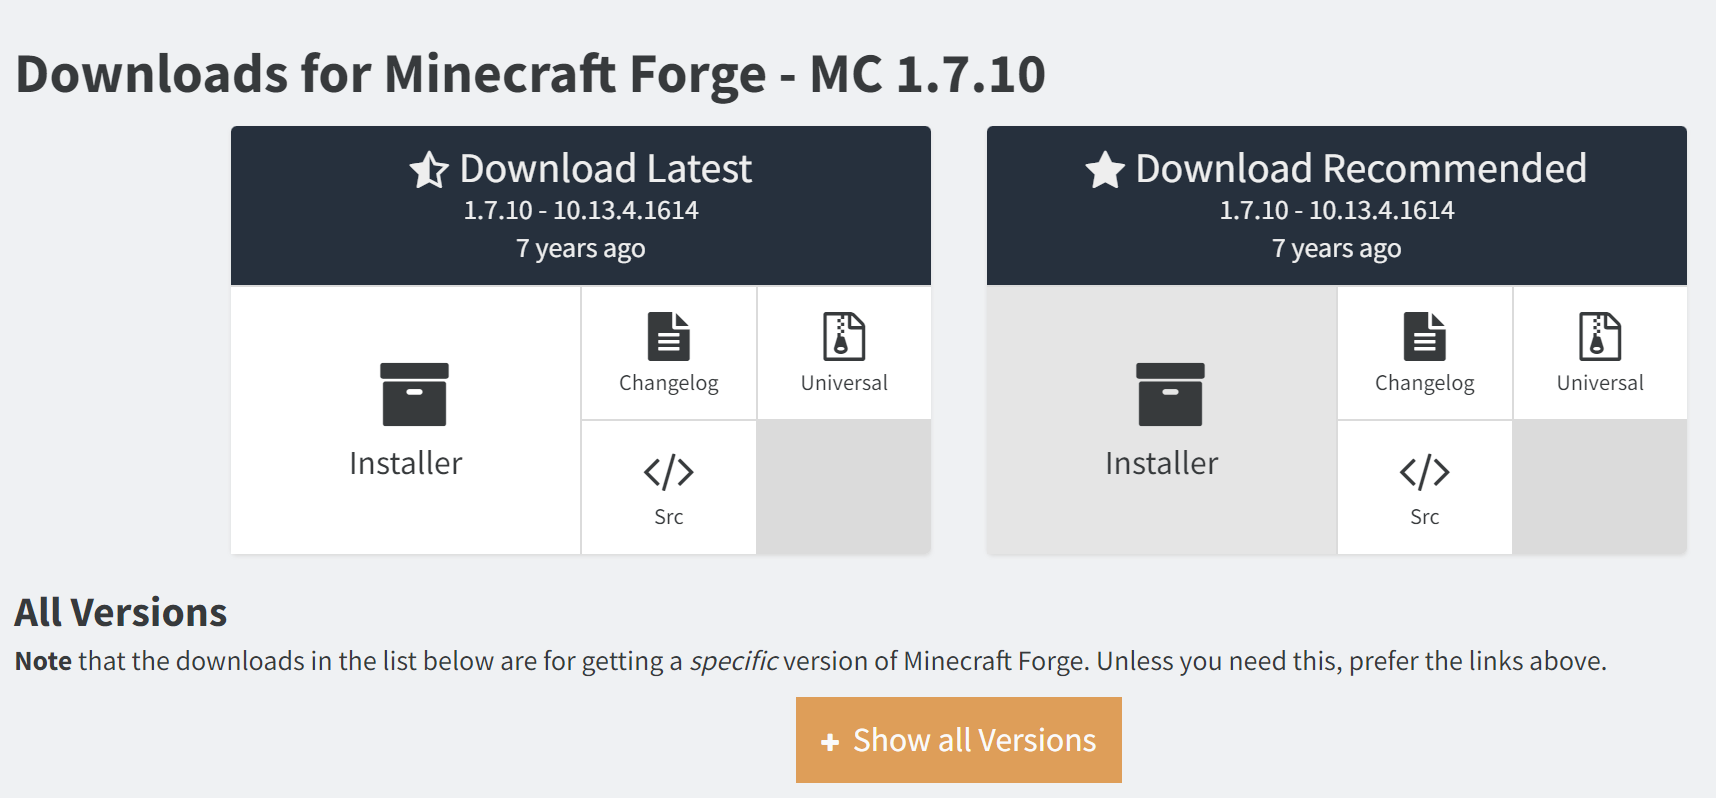 Downloads for Minecraft Forge - MC 1.7.10
Download Latest
1.7.10 - 10.13.4.1614
7 years ago
Installer
Changelog
Universal
Src
Download Recommended
1.7.10 - 10.13.4.1614
7 years ago
Installer
Changelog
Universal
Src
All Versions
Note that the downloads in the list below are for getting a specific version of Minecraft Forge. Unless you need this, prefer the links above.
+ Show all Versions